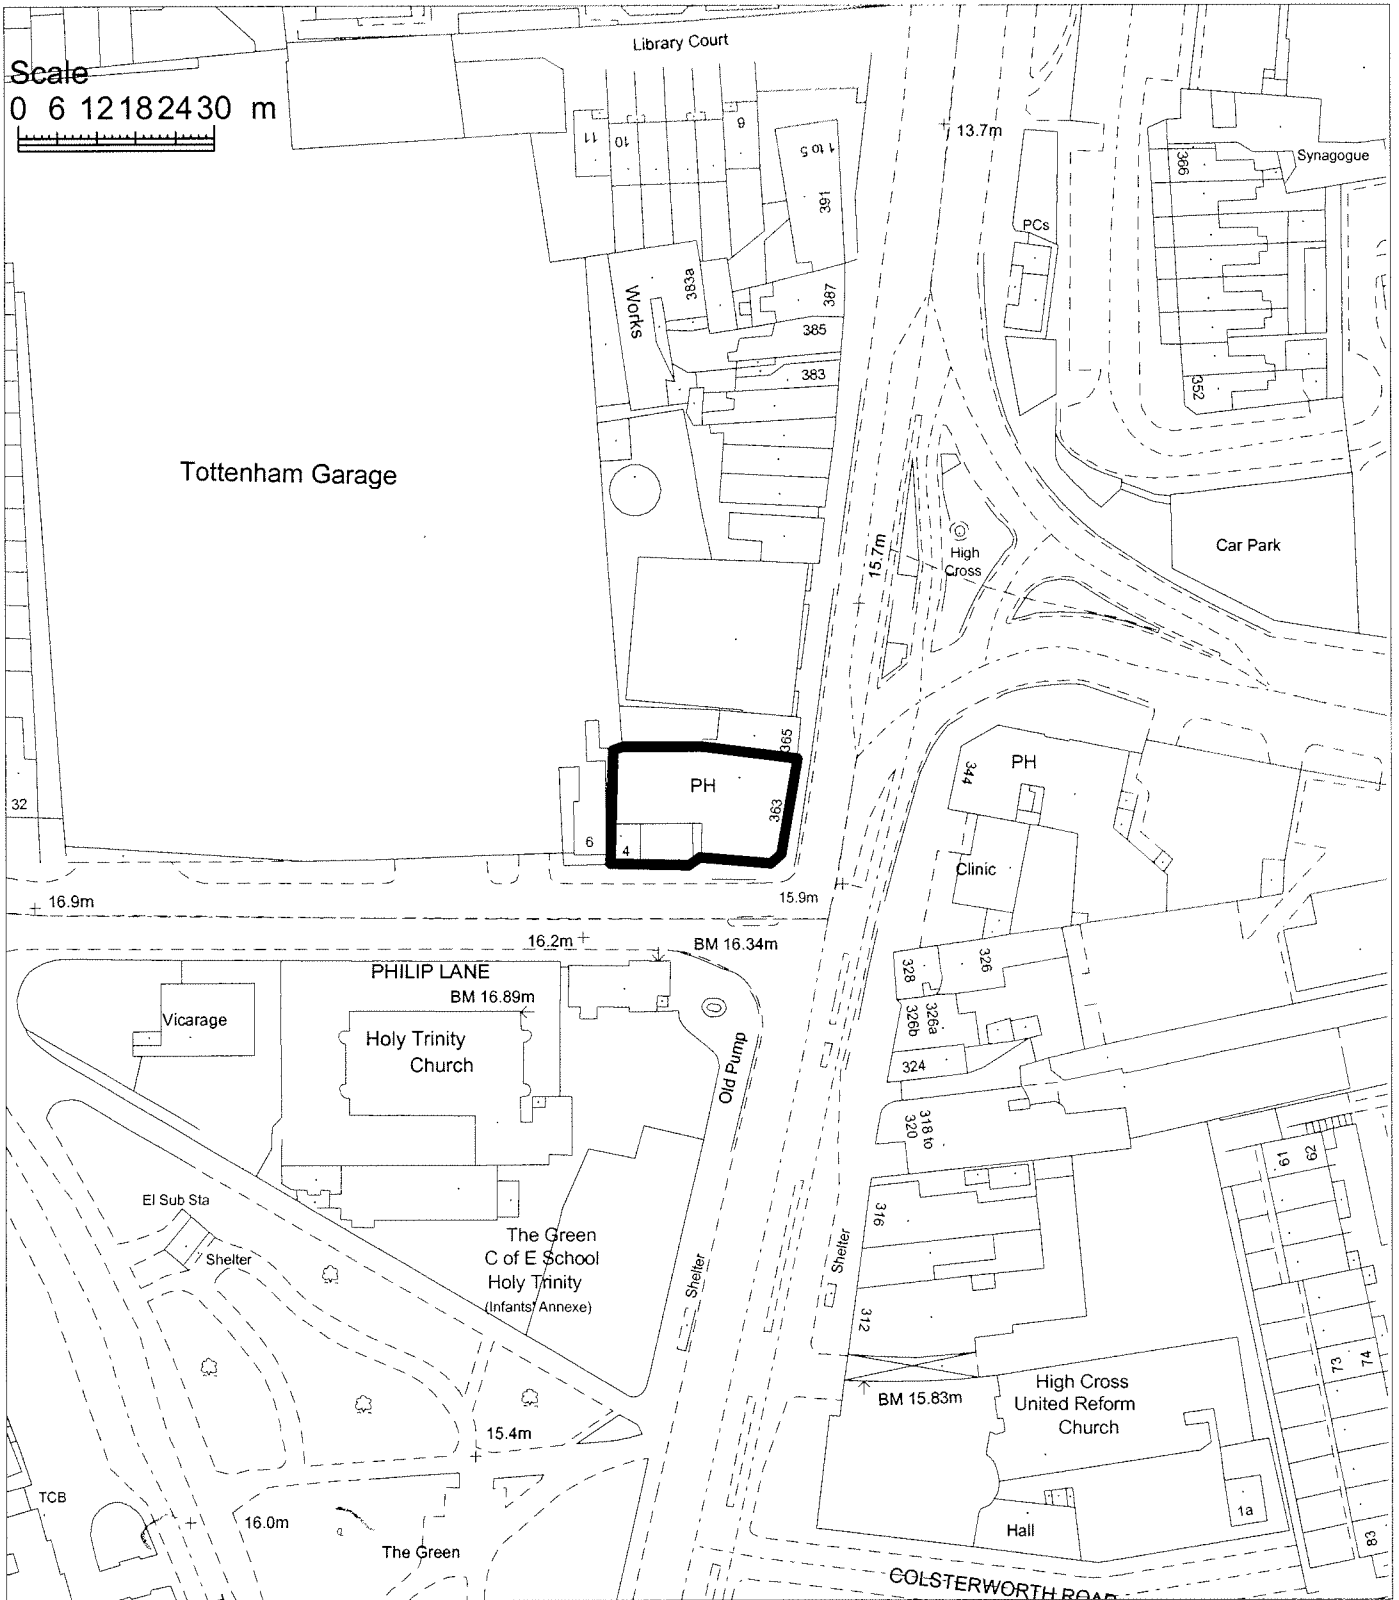 Library Court
Scale
0 6 12 18 24 30 m
11
10
9
1 to 5
391
13.7m
366
Synagogue
PCs
Works
383a
387
385
383
352
Tottenham Garage
15.7m
High
Cross
Car Park
365
PH
363
344
PH
32
6
4
Clinic
16.9m
15.9m
16.2m
BM 16.34m
328
326
PHILIP LANE
BM 16.89m
Vicarage
Holy Trinity
Church
326b
326a
Old Pump
324
318 to
320
61
62
El Sub Sta
Shelter
The Green
C of E School
Holy Trinity
(Infants' Annexe)
316
Shelter
Shelter
312
73
74
BM 15.83m
High Cross
United Reform
Church
15.4m
TCB
16.0m
The Green
Hall
1a
83
COLSTERWORTH ROAD